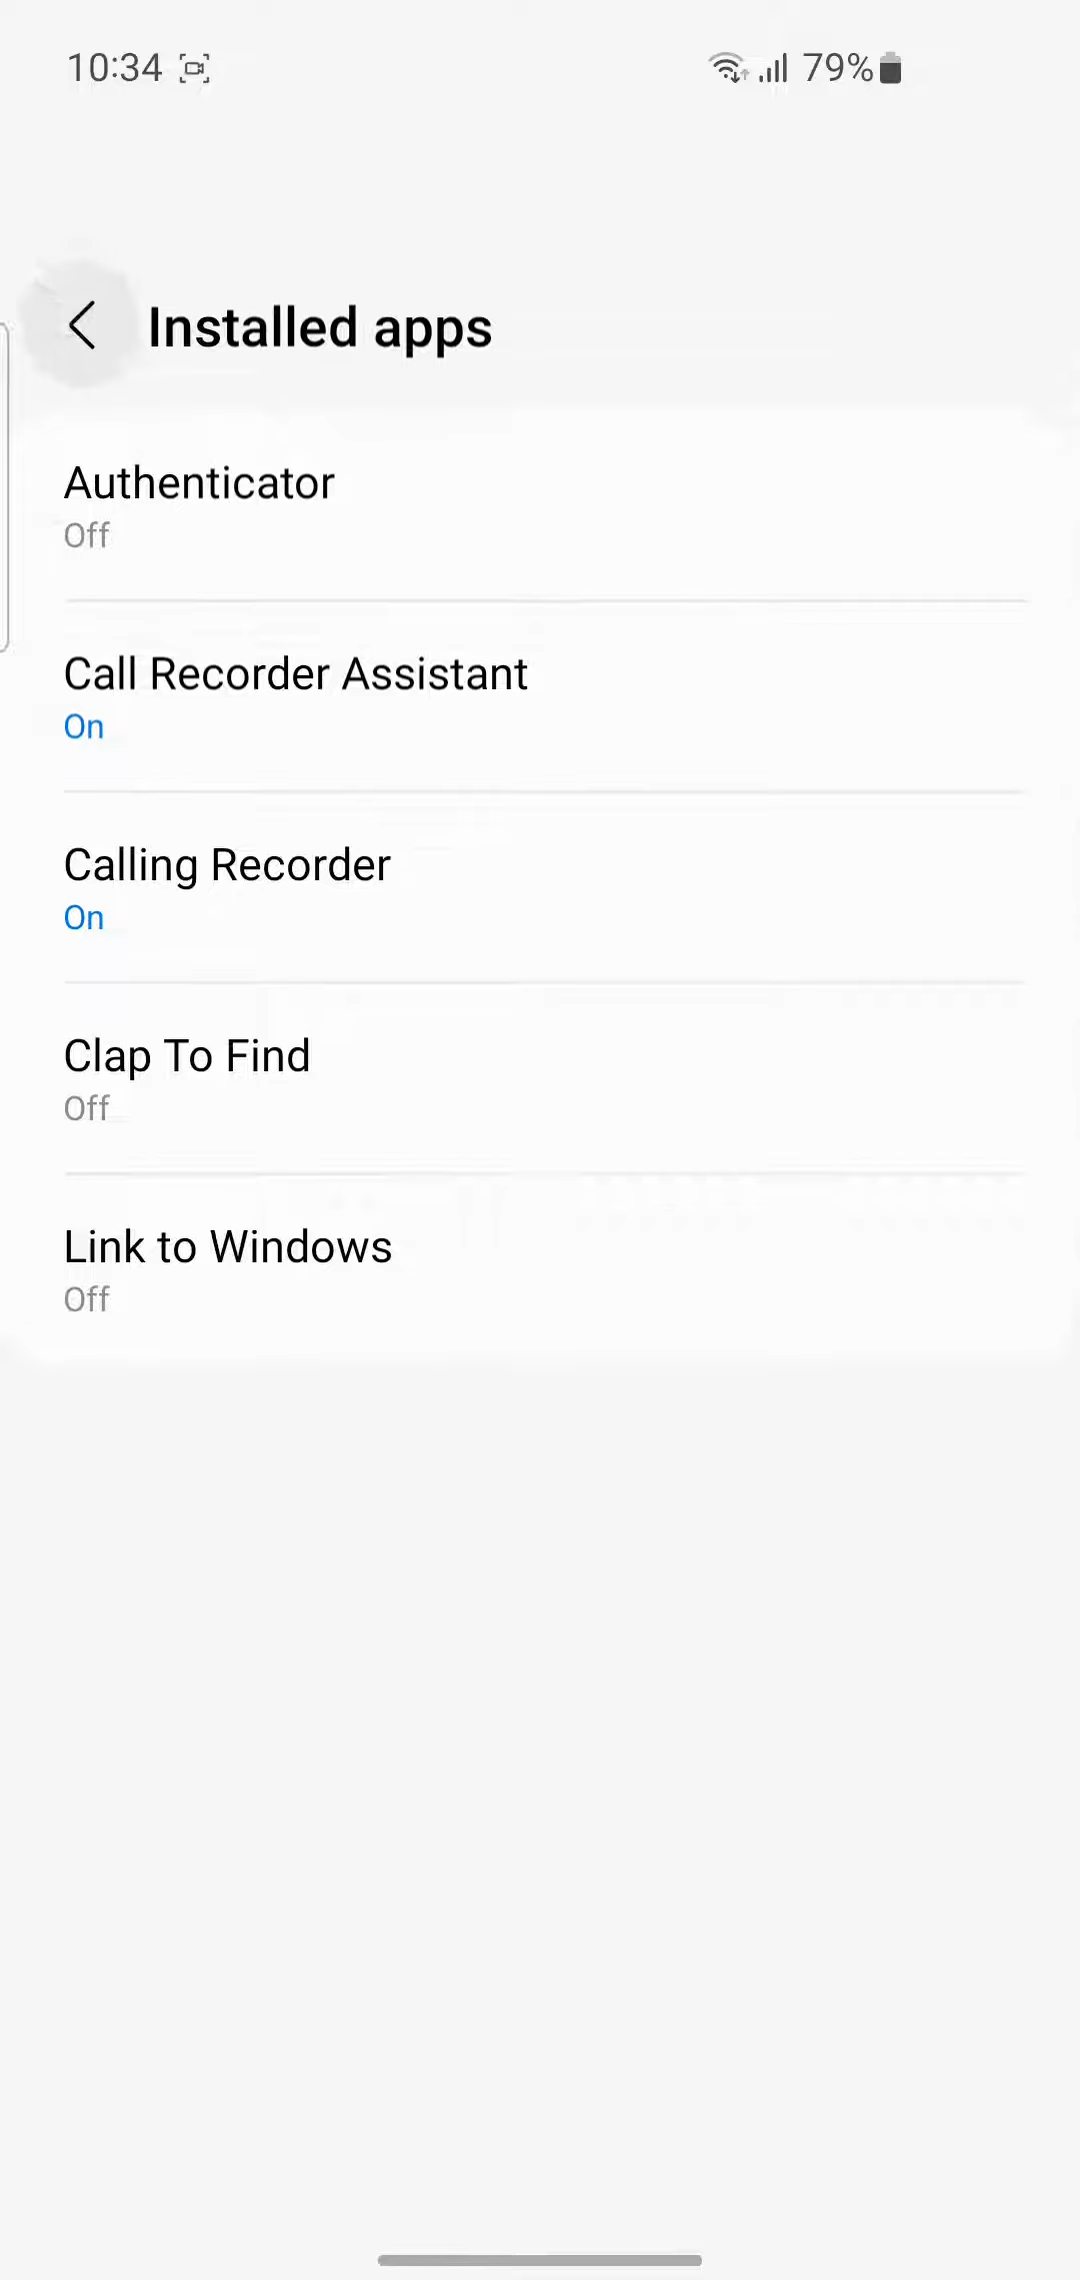 10:34 79%
Installed apps
Authenticator
Off
Call Recorder Assistant
On
Calling Recorder
On
Clap To Find
Off
Link to Windows
Off